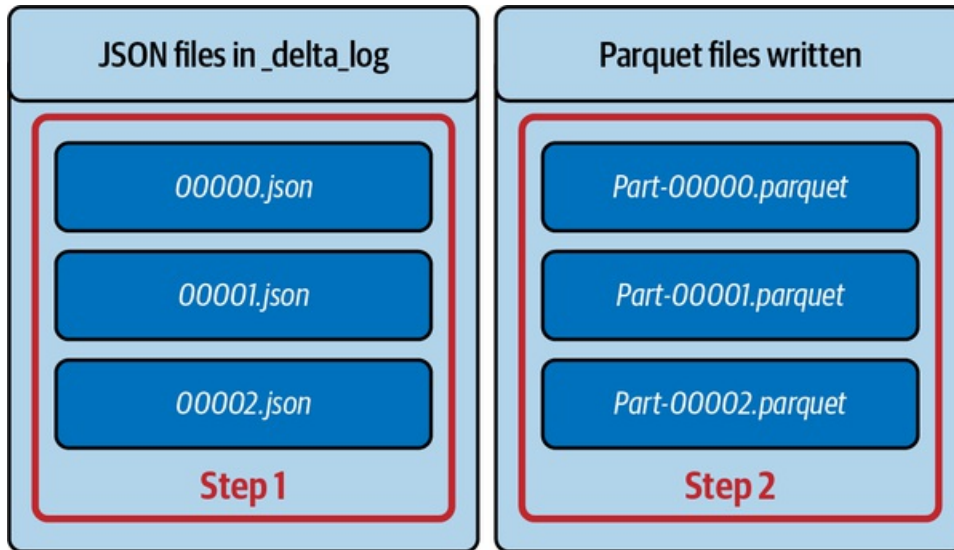 JSON files in _delta_log
00000.json
00001.json
00002.json
Step 1
Parquet files written
Part-00000.parquet
Part-00001.parquet
Part-00002.parquet
Step 2